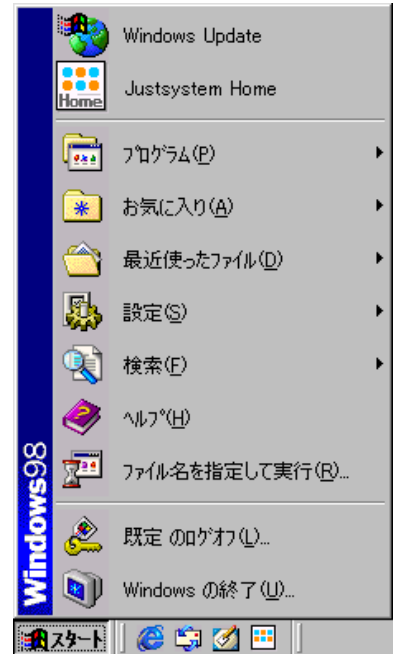 Windows Update
Home
Justsystem Home
ﾌﾟﾛｸﾞﾗﾑ(P)
お気に入り(A)
最近使ったﾌｧｲﾙ(D)
設定(S)
検索(F)
ﾍﾙﾌﾟ(H)
ﾌｧｲﾙ名を指定して実行(R)...
既定 のﾛｸﾞｵﾌ(L)...
Windows の終了(U)...
Windows98
ｽﾀｰﾄ